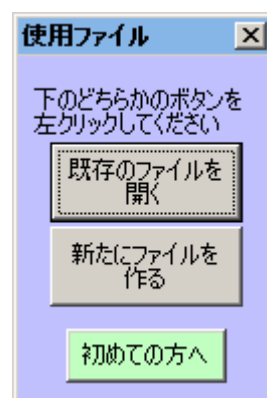 使用ファイル
下のどちらかのボタンを
左クリックしてください
既存のファイルを
開く
新たにファイルを
作る
初めての方へ